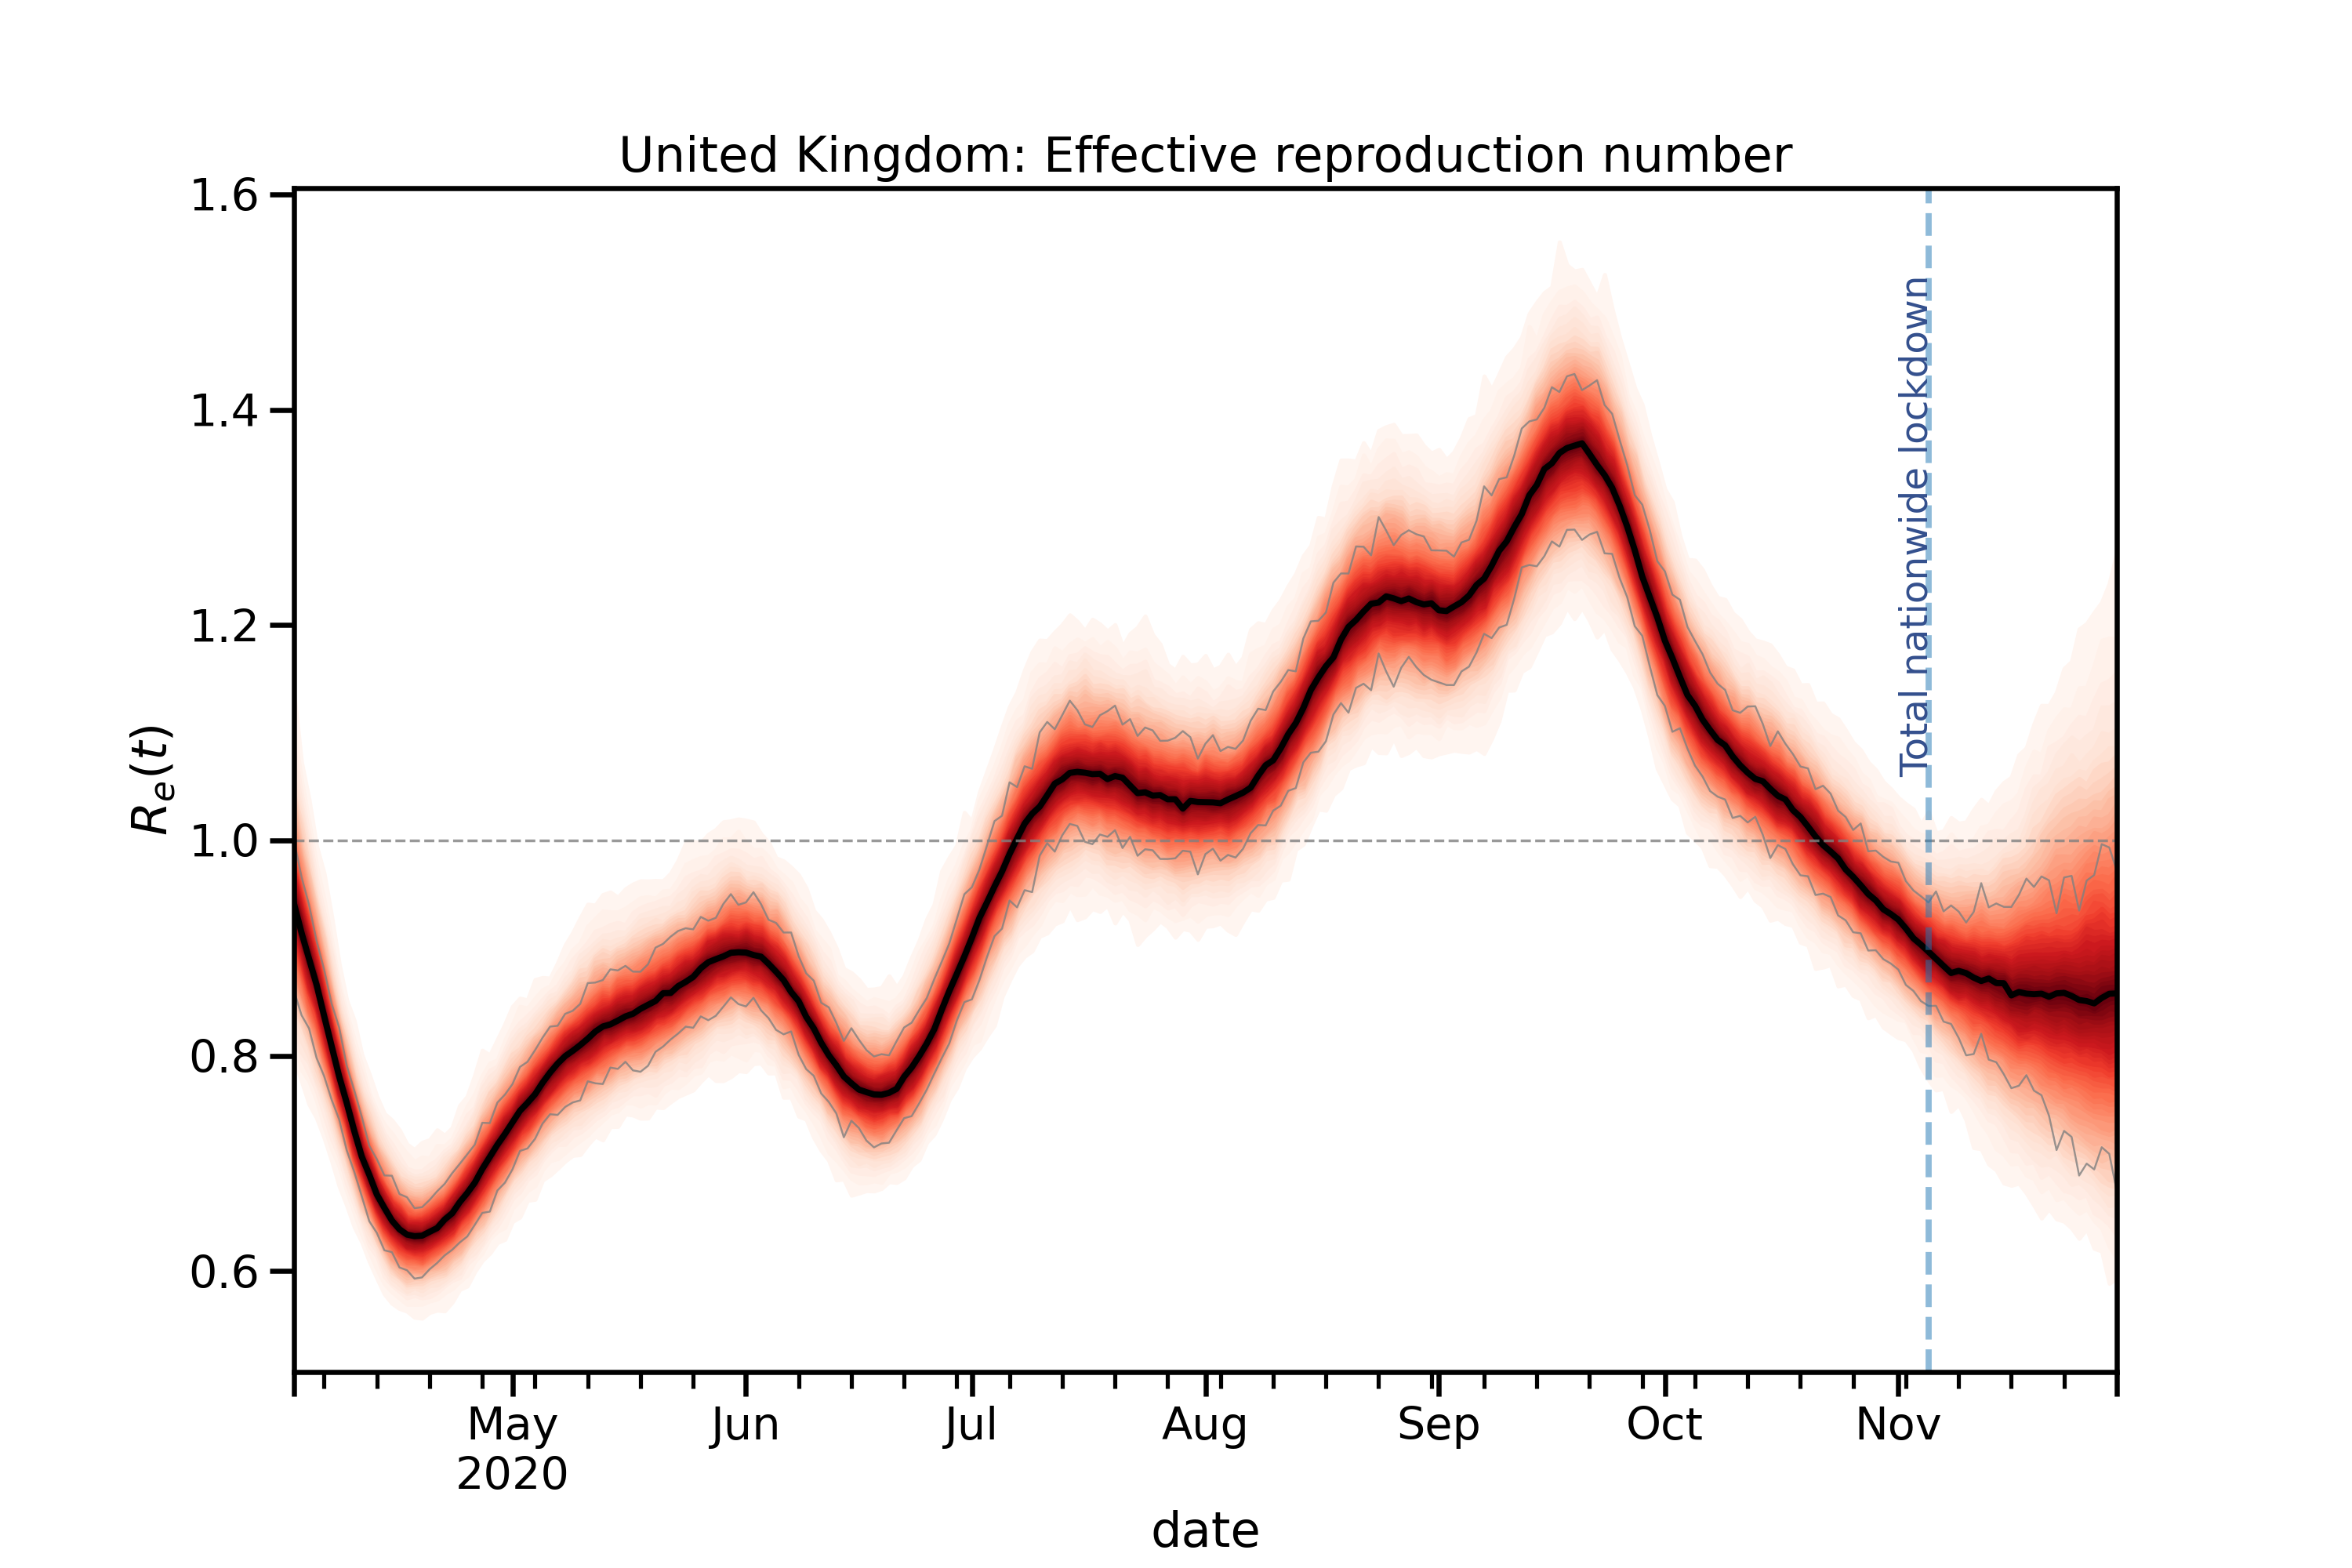 United Kingdom: Effective reproduction number
1.6
1.4
1.2
1.0
0.8
0.6
Rₑ(t)
Total nationwide lockdown
May Jun Jul Aug Sep Oct Nov
2020
date